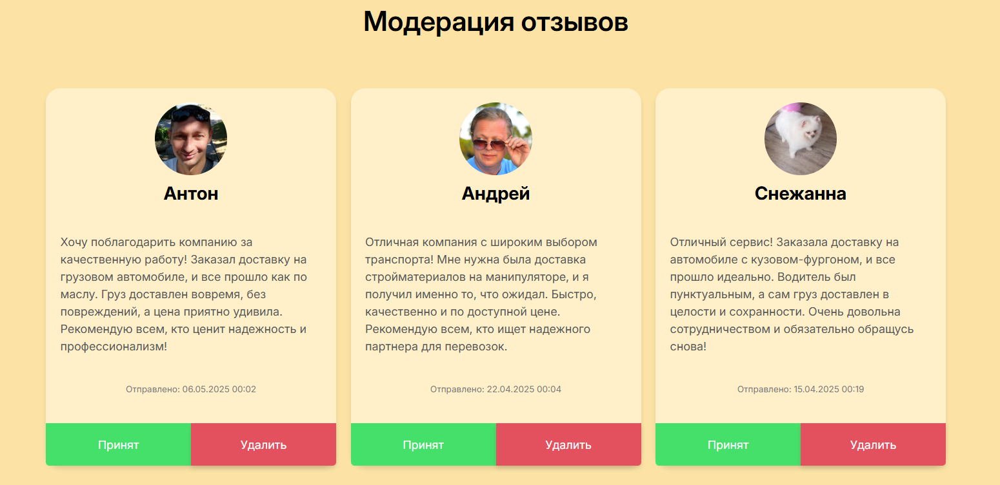 Модерация отзывов
Антон
Хочу поблагодарить компанию за
качественную работу! Заказал доставку на
грузовом автомобиле, и все прошло как по
маслу. Груз доставлен вовремя, без
повреждений, а цена приятно удивила.
Рекомендую всем, кто ценит надежность и
профессионализм!
Отправлено: 06.05.2025 00:02
Принят
Удалить
Андрей
Отличная компания с широким выбором
транспорта! Мне нужна была доставка
стройматериалов на манипуляторе, и я
получил именно то, что ожидал. Быстро,
качественно и по доступной цене.
Рекомендую всем, кто ищет надежного
партнера для перевозок.
Отправлено: 22.04.2025 00:04
Принят
Удалить
Снежанна
Отличный сервис! Заказала доставку на
автомобиле с кузовом-фургоном, и все
прошло идеально. Водитель был
пунктуальным, а сам груз доставлен в
целости и сохранности. Очень довольна
сотрудничеством и обязательно обращусь
снова!
Отправлено: 15.04.2025 00:19
Принят
Удалить